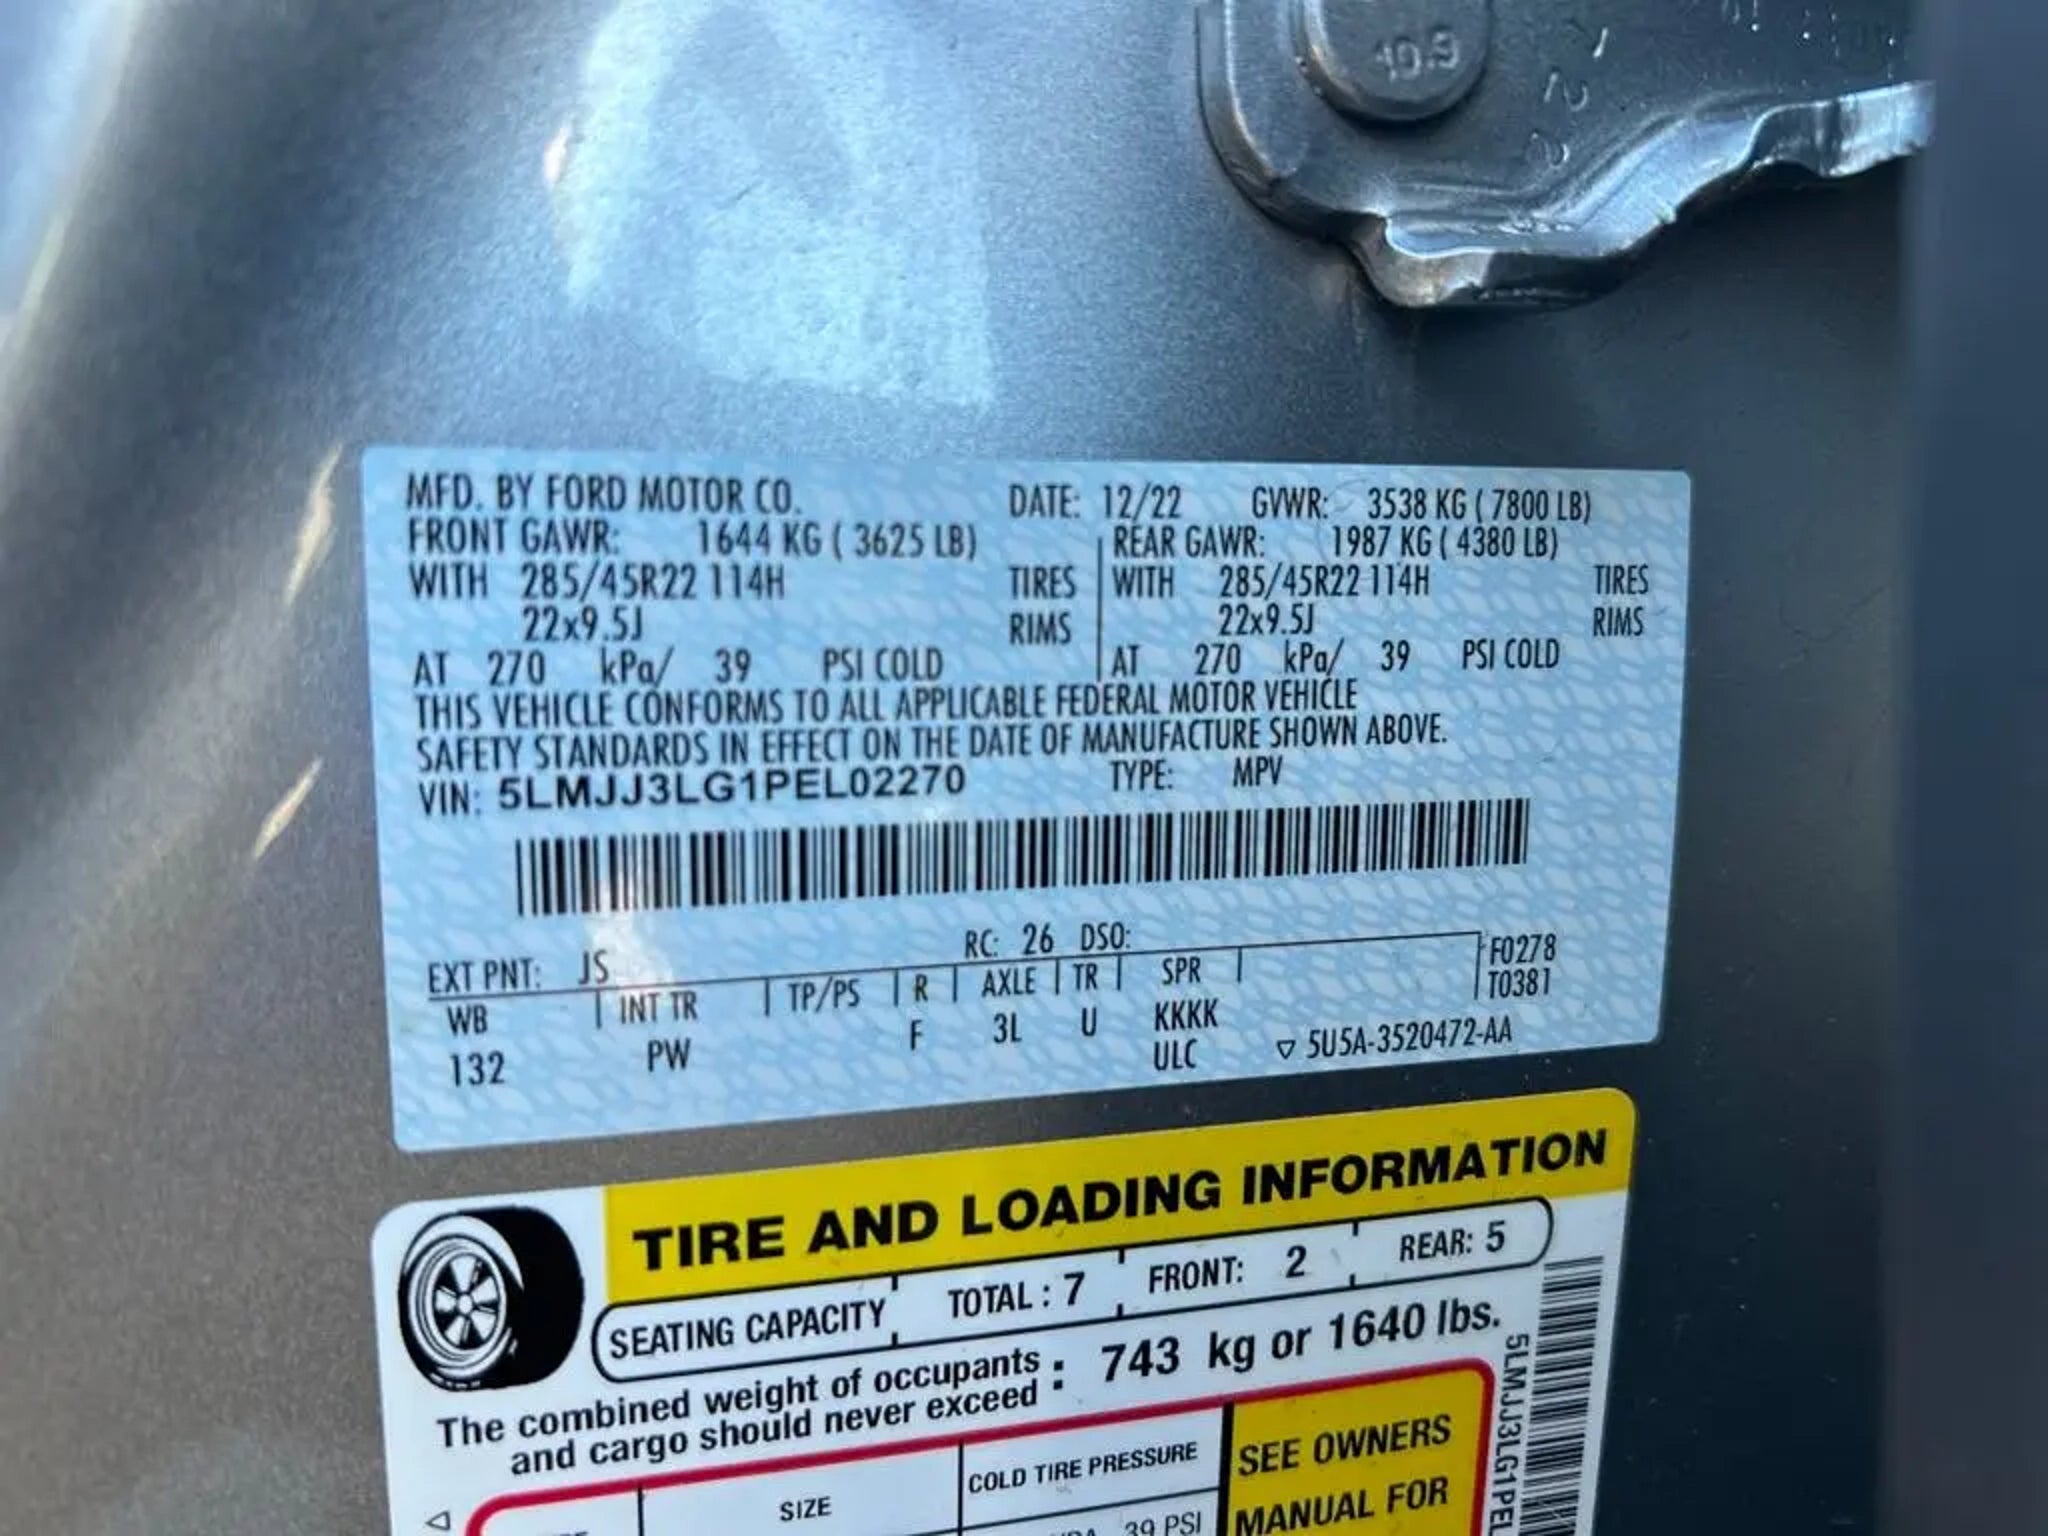 10.9
MFD. BY FORD MOTOR CO. DATE: 12/22 GVWR: 3538 KG ( 7800 LB)
FRONT GAWR: 1644 KG ( 3625 LB) REAR GAWR: 1987 KG ( 4380 LB)
WITH 285/45R22 114H TIRES WITH 285/45R22 114H TIRES
22x9.5J RIMS 22x9.5J RIMS
AT 270 kPa/ 39 PSI COLD AT 270 kPa/ 39 PSI COLD
THIS VEHICLE CONFORMS TO ALL APPLICABLE FEDERAL MOTOR VEHICLE
SAFETY STANDARDS IN EFFECT ON THE DATE OF MANUFACTURE SHOWN ABOVE.
VIN: 5LMJJ3LG1PEL02270 TYPE: MPV
EXT PNT: JS RC: 26 DSO: F0278
WB INT TR TP/PS R AXLE TR SPR T0381
132 PW F 3L U KKKK
ULC ▽ 5U5A-3520472-AA
TIRE AND LOADING INFORMATION
SEATING CAPACITY TOTAL : 7 FRONT: 2 REAR: 5
The combined weight of occupants and cargo should never exceed : 743 kg or 1640 lbs.
SIZE COLD TIRE PRESSURE SEE OWNERS
39 PSI MANUAL FOR
5LMJJ3LG1PEL